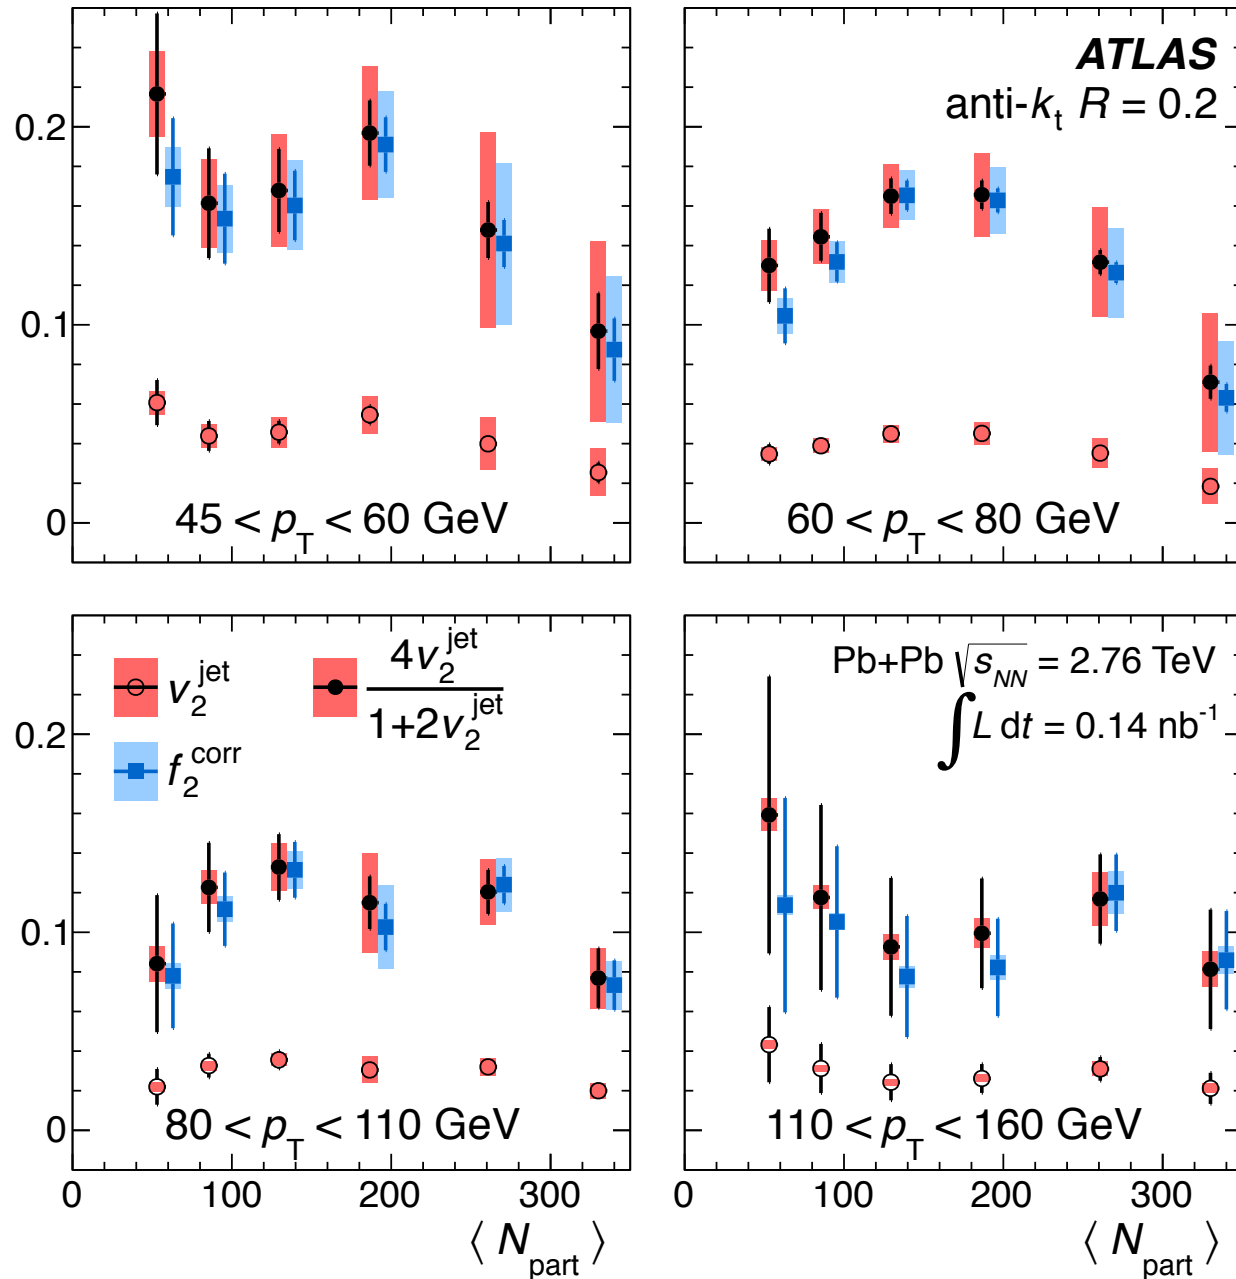 0.2
0.1
0
45 < p_T < 60 GeV
ATLAS
anti-k_t R = 0.2
60 < p_T < 80 GeV
0.2
0.1
0
v_2^jet
4v_2^jet
1+2v_2^jet
f_2^corr
80 < p_T < 110 GeV
0 100 200 300
⟨ N_part ⟩
Pb+Pb √s_NN = 2.76 TeV
∫ L dt = 0.14 nb^-1
110 < p_T < 160 GeV
0 100 200 300
⟨ N_part ⟩